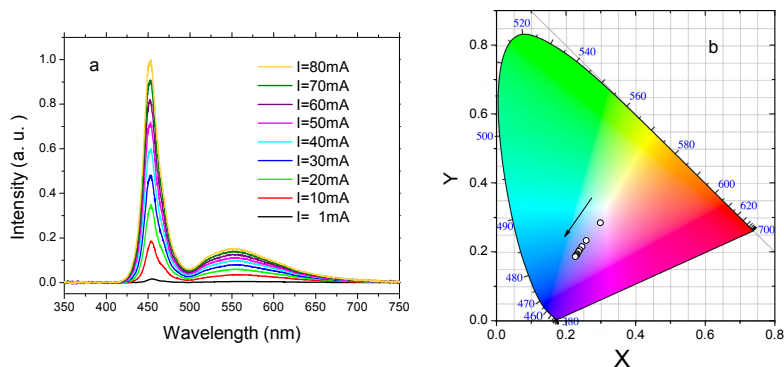 a
I=80mA
I=70mA
I=60mA
I=50mA
I=40mA
I=30mA
I=20mA
I=10mA
I= 1mA
Intensity (a. u. )
1.0
0.8
0.6
0.4
0.2
0.0
350 400 450 500 550 600 650 700 750
Wavelength (nm)
b
Y
0.8
0.6
0.4
0.2
0.0
0.0 0.2 0.4 0.6 0.8
X
520
540
560
580
600
620
700
500
490
480
470
460
380